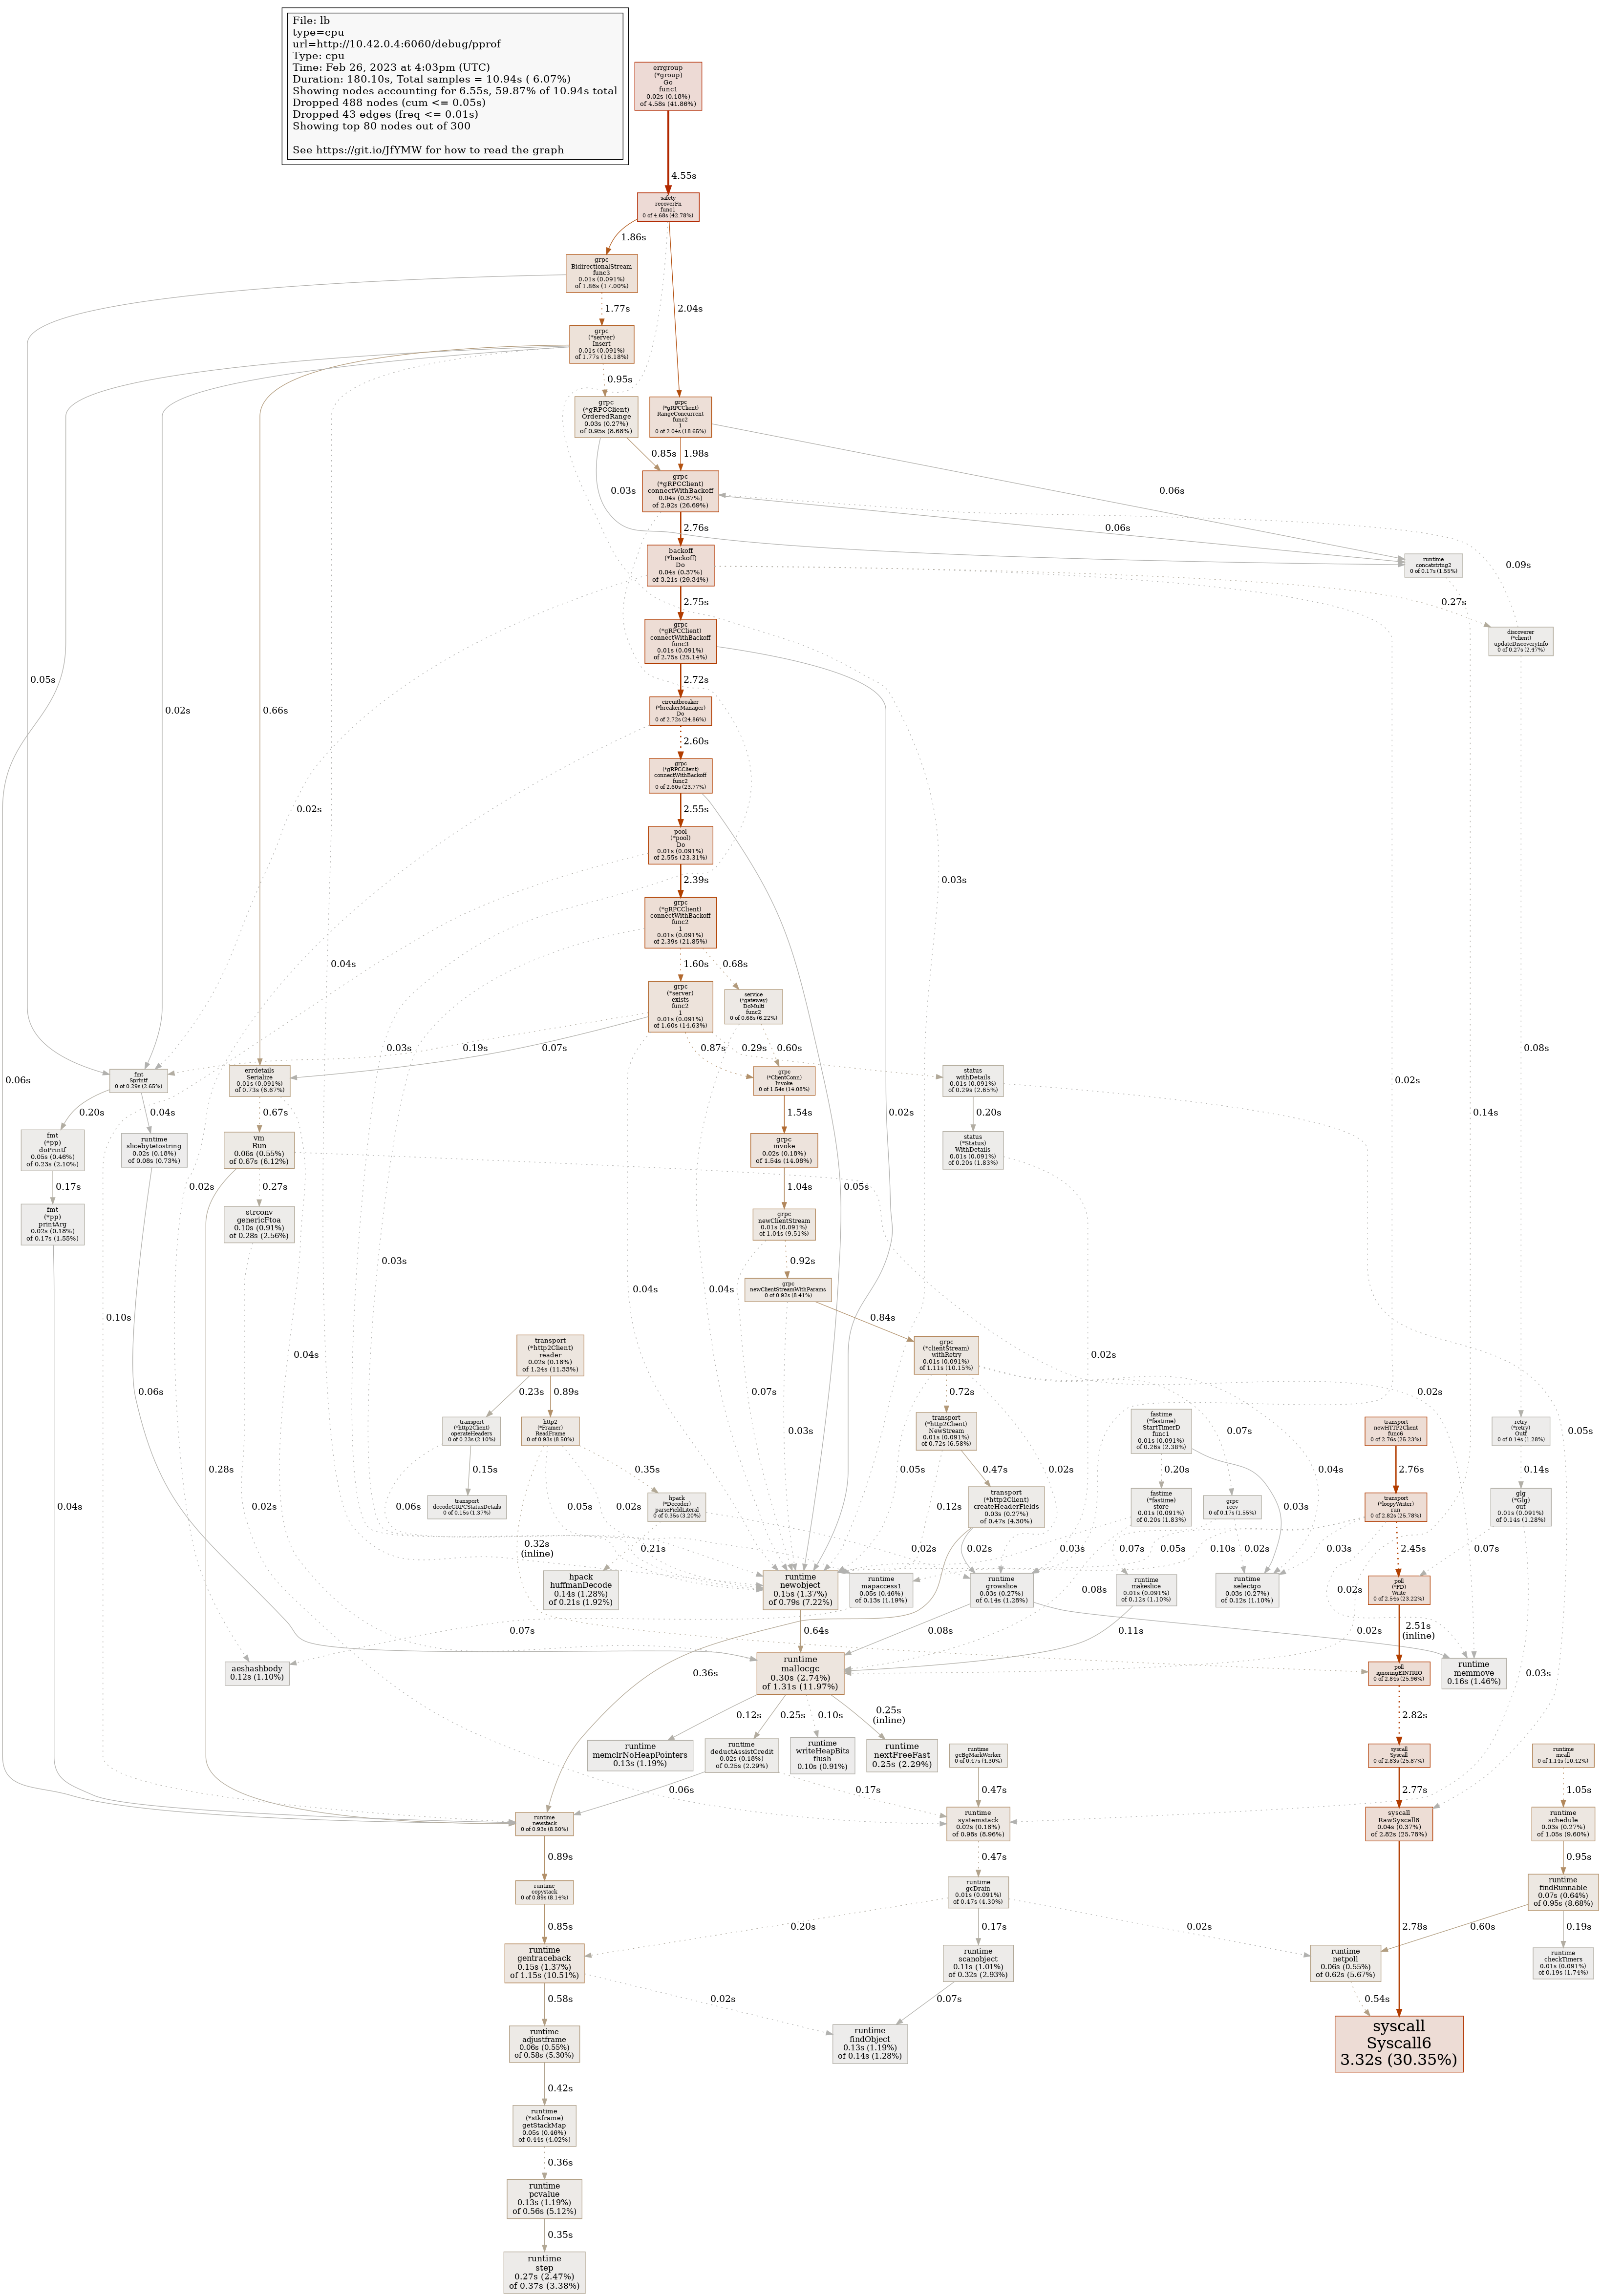 File: lb
type=cpu
url=http://10.42.0.4:6060/debug/pprof
Type: cpu
Time: Feb 26, 2023 at 4:03pm (UTC)
Duration: 180.10s, Total samples = 10.94s ( 6.07%)
Showing nodes accounting for 6.55s, 59.87% of 10.94s total
Dropped 488 nodes (cum <= 0.05s)
Dropped 43 edges (freq <= 0.01s)
Showing top 80 nodes out of 300
See https://git.io/JfYMW for how to read the graph
errgroup
(*group)
Go
func1
0.02s (0.18%)
of 4.58s (41.86%)
4.55s
safety
recoverFn
func1
0 of 4.68s (42.78%)
1.86s
2.04s
grpc
BidirectionalStream
func3
0.01s (0.091%)
of 1.86s (17.00%)
1.77s
grpc
(*server)
Insert
0.01s (0.091%)
of 1.77s (16.18%)
0.95s
grpc
(*gRPCClient)
OrderedRange
0.03s (0.27%)
of 0.95s (8.68%)
grpc
(*gRPCClient)
RangeConcurrent
func2
1
0 of 2.04s (18.65%)
0.85s
1.98s
0.03s
0.06s
grpc
(*gRPCClient)
connectWithBackoff
0.04s (0.37%)
of 2.92s (26.69%)
2.76s
0.06s
0.09s
backoff
(*backoff)
Do
0.04s (0.37%)
of 3.21s (29.34%)
runtime
concatstring2
0 of 0.17s (1.55%)
2.75s
0.27s
grpc
(*gRPCClient)
connectWithBackoff
func3
0.01s (0.091%)
of 2.75s (25.14%)
discoverer
(*client)
updateDiscoveryInfo
0 of 0.27s (2.47%)
0.05s
0.02s
0.66s
2.72s
circuitbreaker
(*breakerManager)
Do
0 of 2.72s (24.86%)
2.60s
grpc
(*gRPCClient)
connectWithBackoff
func2
0 of 2.60s (23.77%)
0.02s
2.55s
pool
(*pool)
Do
0.01s (0.091%)
of 2.55s (23.31%)
2.39s
0.03s
grpc
(*gRPCClient)
connectWithBackoff
func2
1
0.01s (0.091%)
of 2.39s (21.85%)
0.04s
1.60s
0.68s
grpc
(*server)
exists
func2
1
0.01s (0.091%)
of 1.60s (14.63%)
service
(*gateway)
DoMulti
func2
0 of 0.68s (6.22%)
0.06s
0.03s
0.19s
0.07s
0.87s
0.29s
0.60s
0.08s
0.02s
fmt
Sprintf
0 of 0.29s (2.65%)
errdetails
Serialize
0.01s (0.091%)
of 0.73s (6.67%)
grpc
(*ClientConn)
Invoke
0 of 1.54s (14.08%)
status
withDetails
0.01s (0.091%)
of 0.29s (2.65%)
0.20s
0.04s
0.67s
1.54s
0.02s
0.20s
0.14s
fmt
(*pp)
doPrintf
0.05s (0.46%)
of 0.23s (2.10%)
runtime
slicebytetostring
0.02s (0.18%)
of 0.08s (0.73%)
vm
Run
0.06s (0.55%)
of 0.67s (6.12%)
grpc
invoke
0.02s (0.18%)
of 1.54s (14.08%)
status
(*Status)
WithDetails
0.01s (0.091%)
of 0.20s (1.83%)
0.17s
0.02s
0.27s
0.05s
1.04s
fmt
(*pp)
printArg
0.02s (0.18%)
of 0.17s (1.55%)
strconv
genericFtoa
0.10s (0.91%)
of 0.28s (2.56%)
grpc
newClientStream
0.01s (0.091%)
of 1.04s (9.51%)
0.03s
0.92s
0.10s
0.04s
0.04s
grpc
newClientStreamWithParams
0 of 0.92s (8.41%)
0.84s
transport
(*http2Client)
reader
0.02s (0.18%)
of 1.24s (11.33%)
grpc
(*clientStream)
withRetry
0.01s (0.091%)
of 1.11s (10.15%)
0.04s
0.02s
0.06s
0.23s
0.89s
0.07s
0.72s
0.02s
transport
(*http2Client)
operateHeaders
0 of 0.23s (2.10%)
http2
(*Framer)
ReadFrame
0 of 0.93s (8.50%)
transport
(*http2Client)
NewStream
0.01s (0.091%)
of 0.72s (6.58%)
fastime
(*fastime)
StartTimerD
func1
0.01s (0.091%)
of 0.26s (2.38%)
transport
newHTTP2Client
func6
0 of 2.76s (25.23%)
retry
(*retry)
Outf
0 of 0.14s (1.28%)
0.03s
0.07s
0.05s
0.28s
0.15s
0.35s
0.05s
0.47s
0.02s
0.20s
0.04s
2.76s
0.14s
transport
decodeGRPCStatusDetails
0 of 0.15s (1.37%)
hpack
(*Decoder)
parseFieldLiteral
0 of 0.35s (3.20%)
transport
(*http2Client)
createHeaderFields
0.03s (0.27%)
of 0.47s (4.30%)
fastime
(*fastime)
store
0.01s (0.091%)
of 0.20s (1.83%)
grpc
recv
0 of 0.17s (1.55%)
transport
(*loopyWriter)
run
0 of 2.82s (25.78%)
glg
(*Glg)
out
0.01s (0.091%)
of 0.14s (1.28%)
0.04s
0.02s
0.06s
0.05s
0.02s
0.12s
0.03s
0.32s
(inline)
0.21s
0.02s
0.02s
0.03s
0.07s
0.05s
0.10s
0.02s
0.03s
2.45s
0.07s
hpack
huffmanDecode
0.14s (1.28%)
of 0.21s (1.92%)
runtime
newobject
0.15s (1.37%)
of 0.79s (7.22%)
runtime
mapaccess1
0.05s (0.46%)
of 0.13s (1.19%)
runtime
growslice
0.03s (0.27%)
of 0.14s (1.28%)
runtime
makeslice
0.01s (0.091%)
of 0.12s (1.10%)
runtime
selectgo
0.03s (0.27%)
of 0.12s (1.10%)
poll
(*FD)
Write
0 of 2.54s (23.22%)
0.08s
0.02s
0.07s
0.64s
0.08s
0.11s
0.02s
2.51s
(inline)
aeshashbody
0.12s (1.10%)
0.36s
runtime
mallocgc
0.30s (2.74%)
of 1.31s (11.97%)
poll
ignoringEINTRIO
0 of 2.84s (25.96%)
runtime
memmove
0.16s (1.46%)
0.03s
0.12s
0.25s
0.10s
0.25s
(inline)
2.82s
runtime
memclrNoHeapPointers
0.13s (1.19%)
runtime
deductAssistCredit
0.02s (0.18%)
of 0.25s (2.29%)
runtime
writeHeapBits
flush
0.10s (0.91%)
runtime
nextFreeFast
0.25s (2.29%)
runtime
gcBgMarkWorker
0 of 0.47s (4.30%)
syscall
Syscall
0 of 2.83s (25.87%)
runtime
mcall
0 of 1.14s (10.42%)
0.06s
0.17s
0.47s
2.77s
1.05s
runtime
newstack
0 of 0.93s (8.50%)
runtime
systemstack
0.02s (0.18%)
of 0.98s (8.96%)
syscall
RawSyscall6
0.04s (0.37%)
of 2.82s (25.78%)
runtime
schedule
0.03s (0.27%)
of 1.05s (9.60%)
0.89s
0.47s
0.95s
runtime
copystack
0 of 0.89s (8.14%)
runtime
gcDrain
0.01s (0.091%)
of 0.47s (4.30%)
runtime
findRunnable
0.07s (0.64%)
of 0.95s (8.68%)
0.85s
0.20s
0.17s
0.02s
2.78s
0.60s
0.19s
runtime
gentraceback
0.15s (1.37%)
of 1.15s (10.51%)
runtime
scanobject
0.11s (1.01%)
of 0.32s (2.93%)
runtime
netpoll
0.06s (0.55%)
of 0.62s (5.67%)
runtime
checkTimers
0.01s (0.091%)
of 0.19s (1.74%)
0.58s
0.02s
0.07s
0.54s
runtime
adjustframe
0.06s (0.55%)
of 0.58s (5.30%)
runtime
findObject
0.13s (1.19%)
of 0.14s (1.28%)
syscall
Syscall6
3.32s (30.35%)
0.42s
runtime
(*stkframe)
getStackMap
0.05s (0.46%)
of 0.44s (4.02%)
0.36s
runtime
pcvalue
0.13s (1.19%)
of 0.56s (5.12%)
0.35s
runtime
step
0.27s (2.47%)
of 0.37s (3.38%)